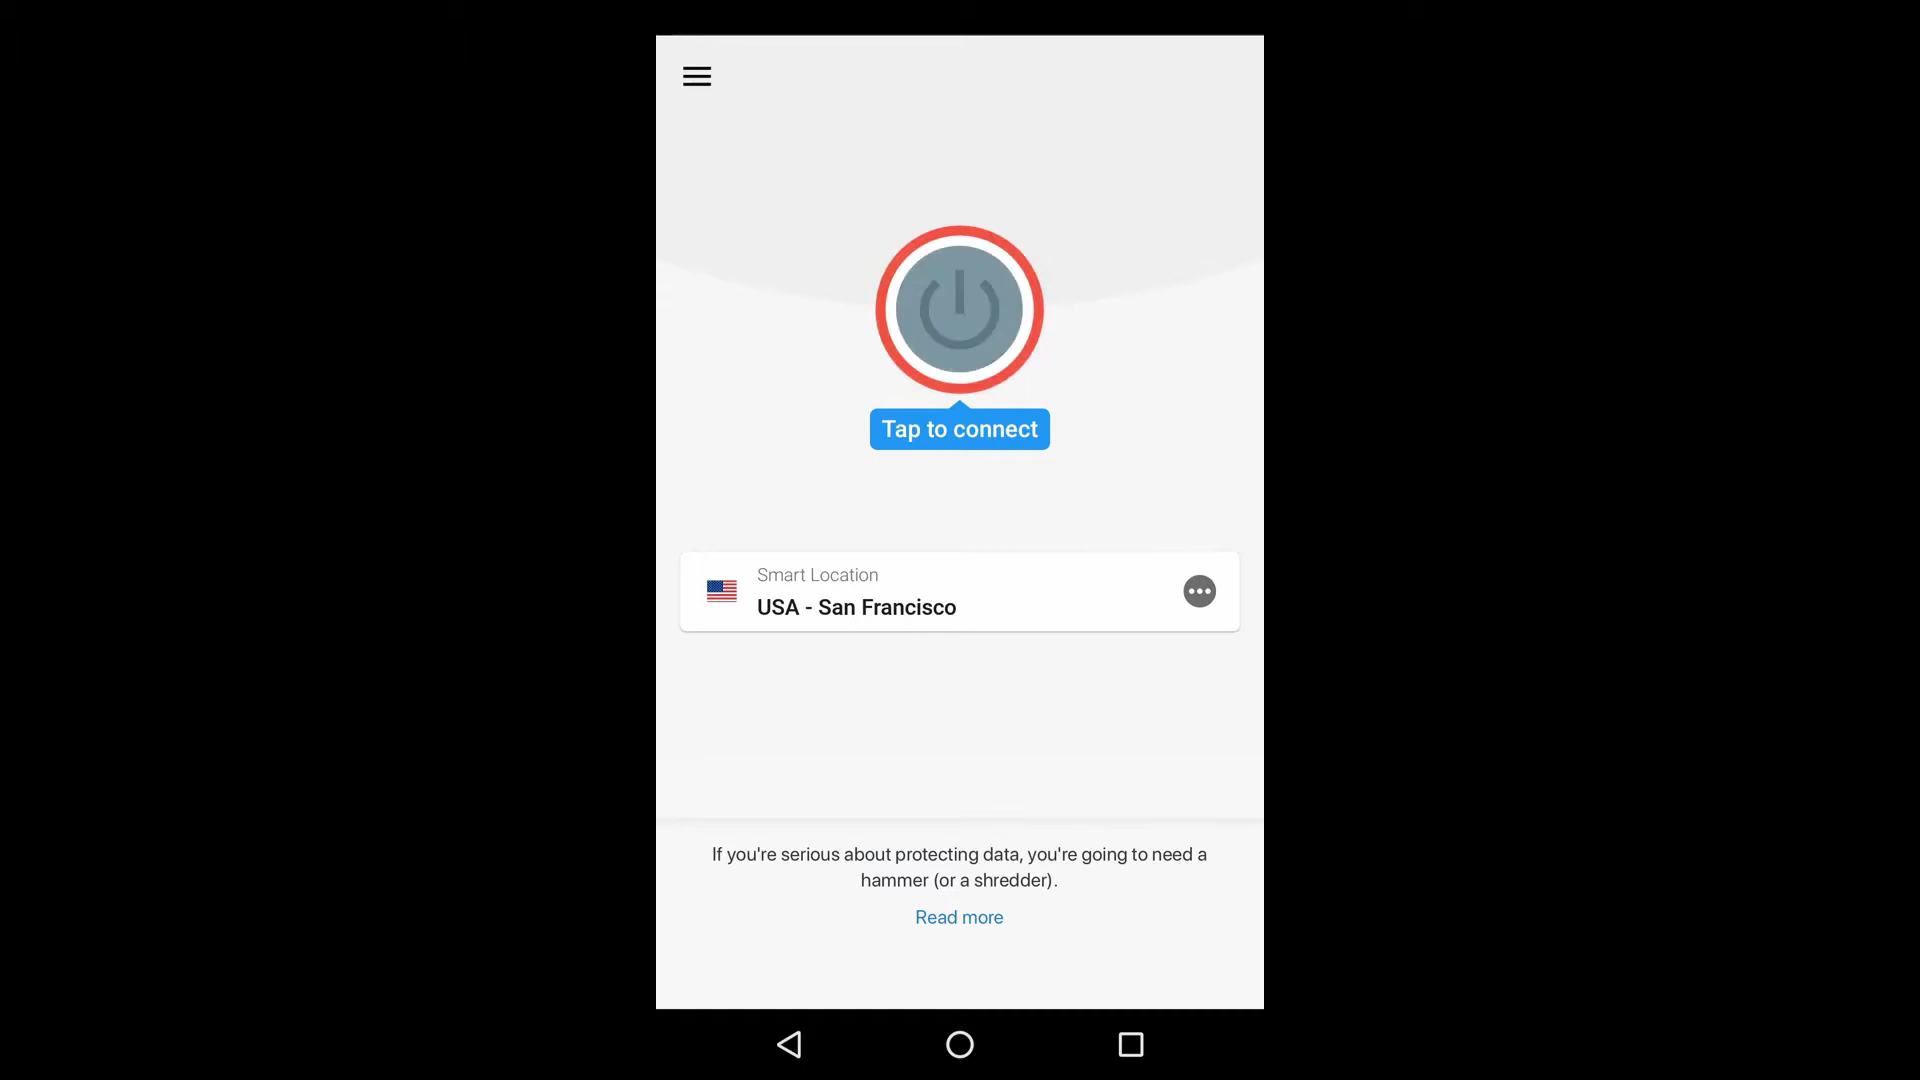 Tap to connect
Smart Location
USA - San Francisco
If you're serious about protecting data, you're going to need a
hammer (or a shredder).
Read more